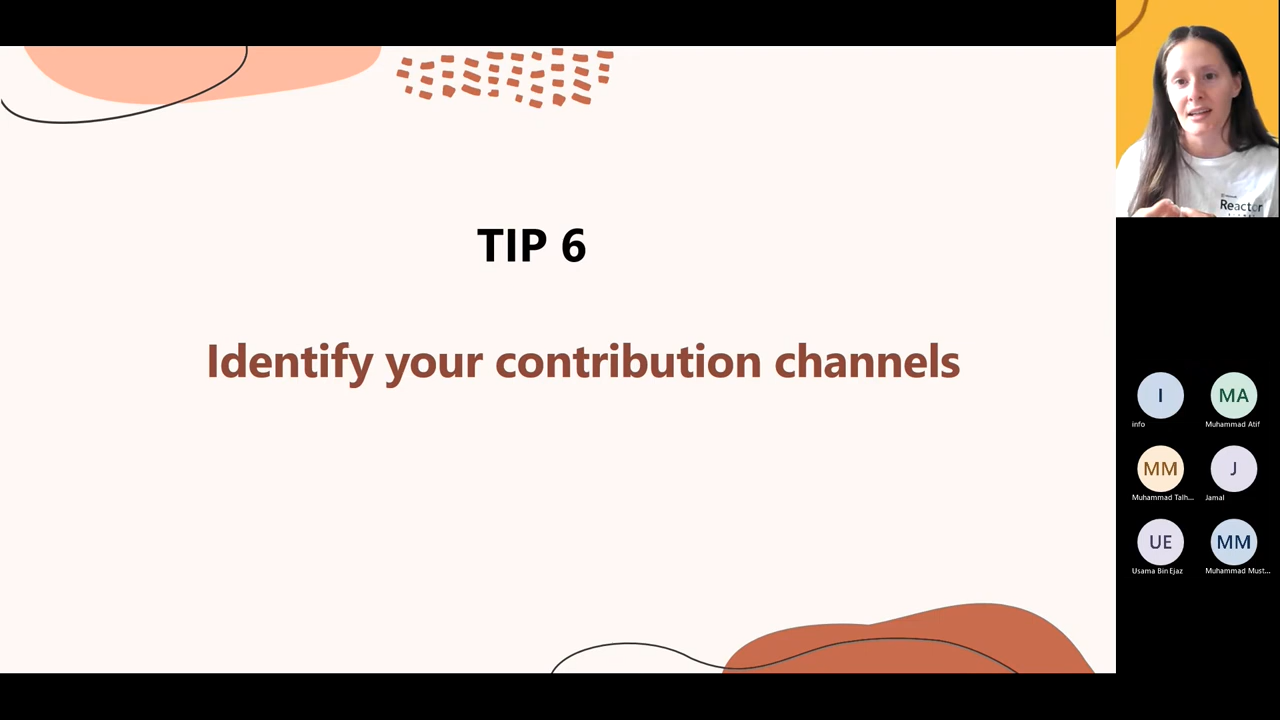 TIP 6
Identify your contribution channels
Reactor
I
MA
info
Muhammad Atif
MM
J
Muhammad Talh...
Jamal
UE
MM
Usama Bin Ejaz
Muhammad Must...